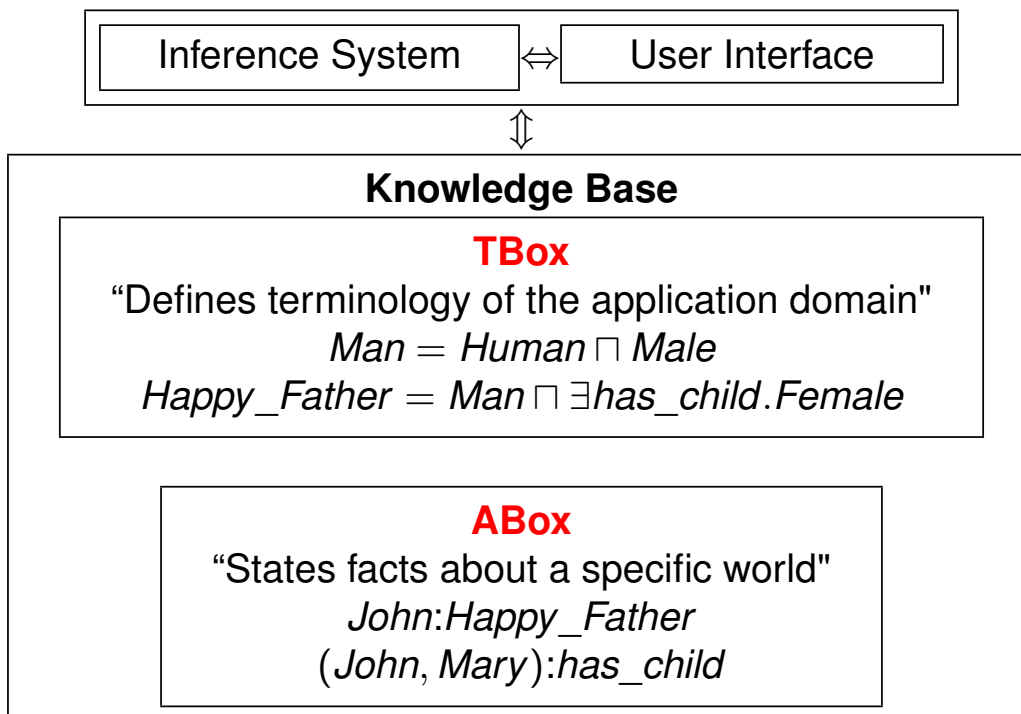 Inference System ⇔ User Interface
⇕
Knowledge Base
TBox
“Defines terminology of the application domain"
Man = Human ⊓ Male
Happy_Father = Man ⊓ ∃has_child.Female
ABox
“States facts about a specific world"
John:Happy_Father
(John, Mary):has_child